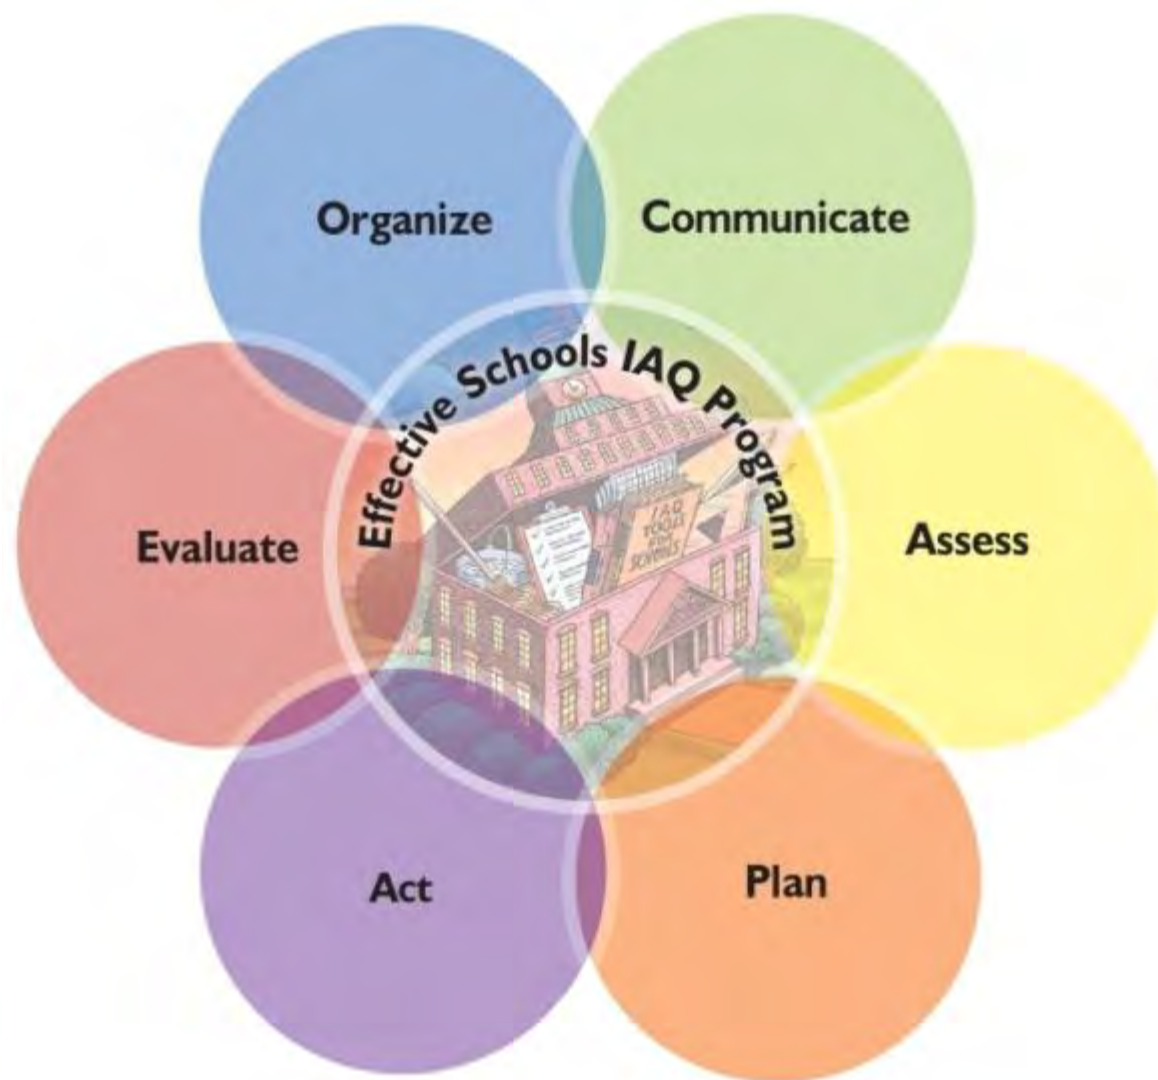 Organize
Communicate
Effective Schools IAQ Program
IAQ
TOOLS
FOR
SCHOOLS
Evaluate
Assess
Act
Plan